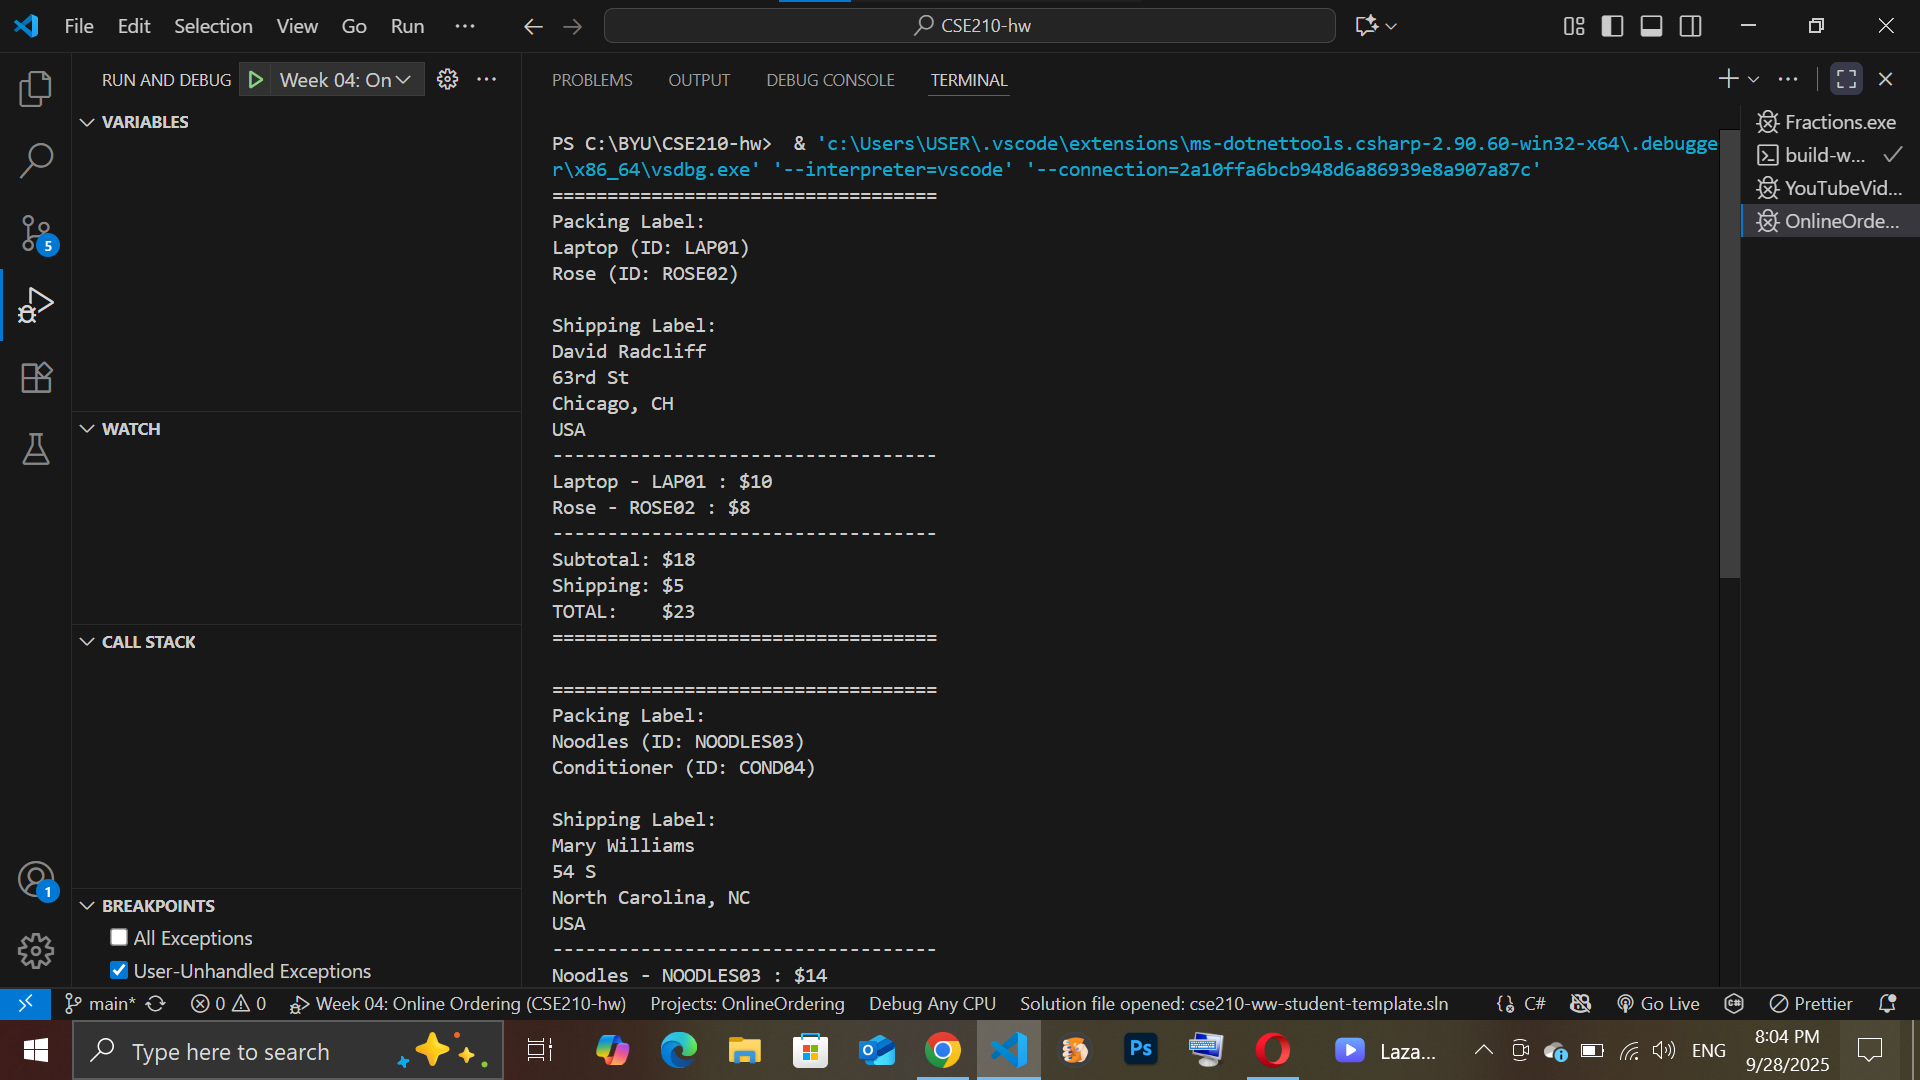 File Edit Selection View Go Run ··· CSE210-hw
RUN AND DEBUG Week 04: On
VARIABLES
WATCH
CALL STACK
BREAKPOINTS
All Exceptions
User-Unhandled Exceptions
5
1
PROBLEMS OUTPUT DEBUG CONSOLE TERMINAL
PS C:\BYU\CSE210-hw>  & 'c:\Users\USER\.vscode\extensions\ms-dotnettools.csharp-2.90.60-win32-x64\.debugge
r\x86_64\vsdbg.exe' '--interpreter=vscode' '--connection=2a10ffa6bcb948d6a86939e8a907a87c'
===================================
Packing Label:
Laptop (ID: LAP01)
Rose (ID: ROSE02)
Shipping Label:
David Radcliff
63rd St
Chicago, CH
USA
-----------------------------------
Laptop - LAP01 : $10
Rose - ROSE02 : $8
-----------------------------------
Subtotal: $18
Shipping: $5
TOTAL:    $23
===================================
===================================
Packing Label:
Noodles (ID: NOODLES03)
Conditioner (ID: COND04)
Shipping Label:
Mary Williams
54 S
North Carolina, NC
USA
-----------------------------------
Noodles - NOODLES03 : $14
Fractions.exe
build-w...
YouTubeVid...
OnlineOrde...
main* 0 0 Week 04: Online Ordering (CSE210-hw) Projects: OnlineOrdering Debug Any CPU Solution file opened: cse210-ww-student-template.sln {} C# Go Live Prettier
Type here to search Ps Laza... ENG 8:04 PM
9/28/2025